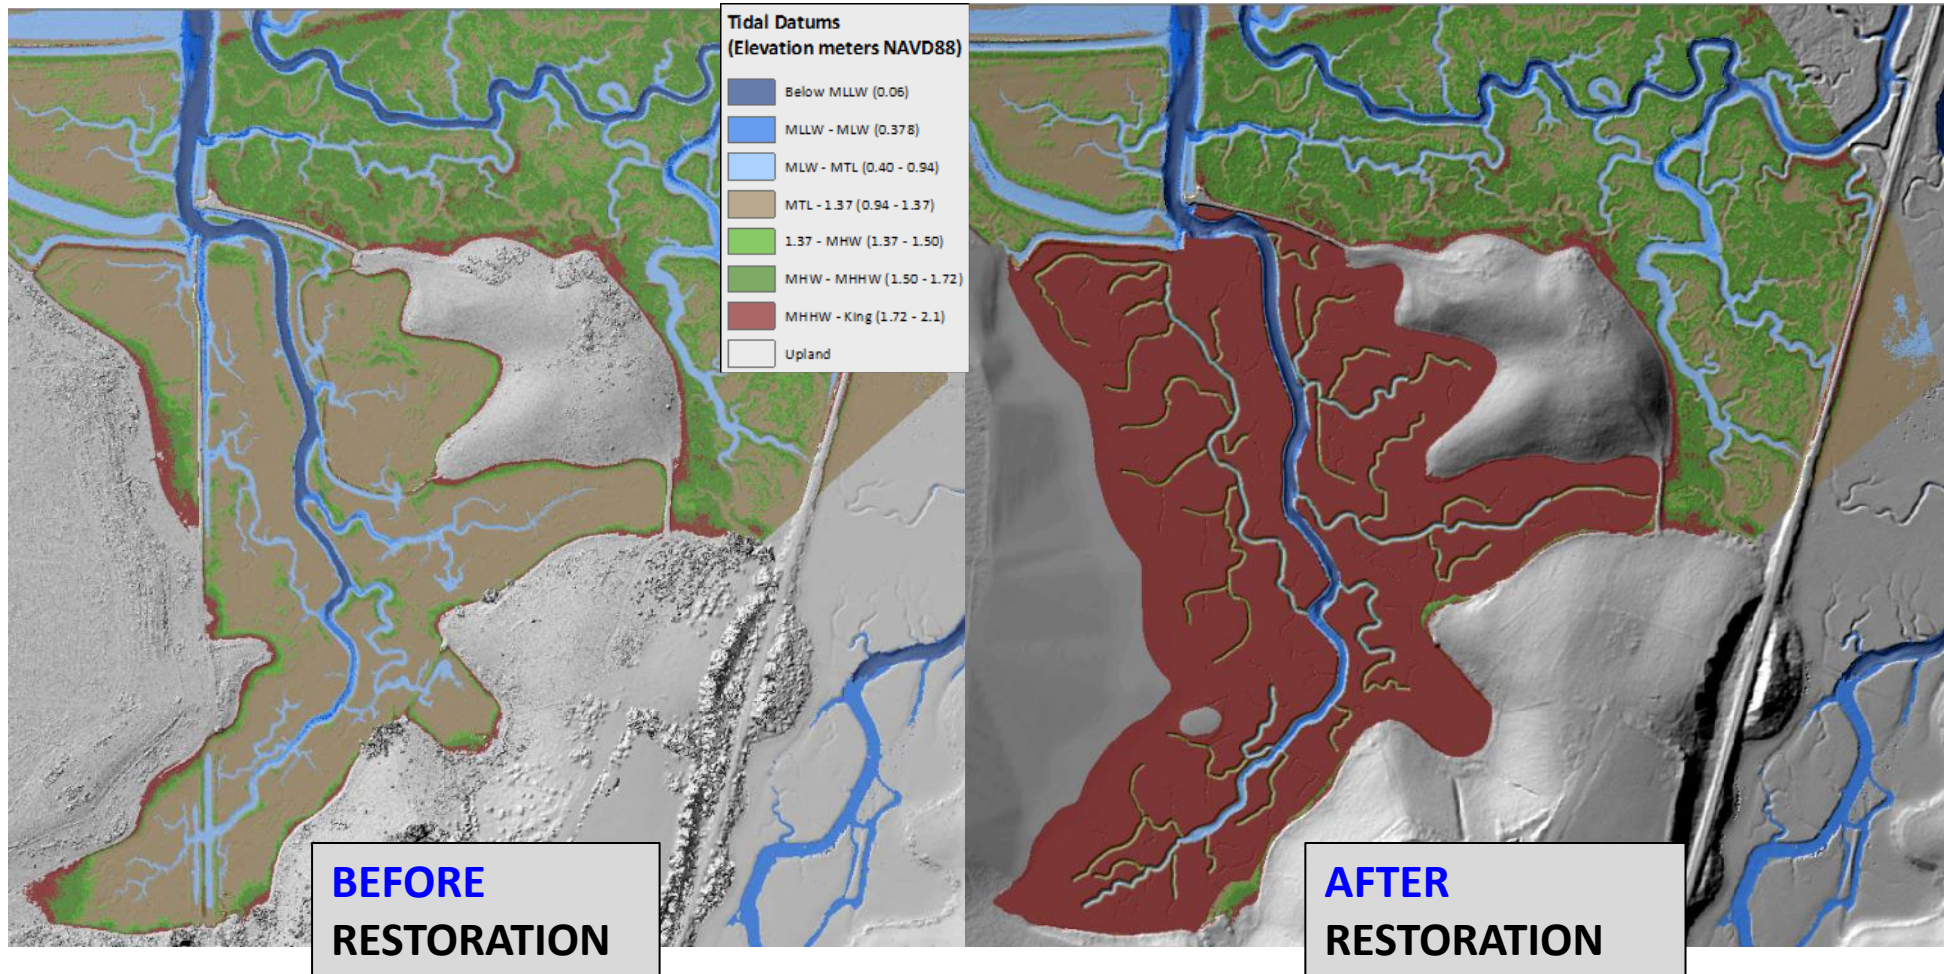 Tidal Datums
(Elevation meters NAVD88)
Below MLLW (0.06)
MLLW - MLW (0.378)
MLW - MTL (0.40 - 0.94)
MTL - 1.37 (0.94 - 1.37)
1.37 - MHW (1.37 - 1.50)
MHW - MHHW (1.50 - 1.72)
MHHW - King (1.72 - 2.1)
Upland
BEFORE
RESTORATION
AFTER
RESTORATION